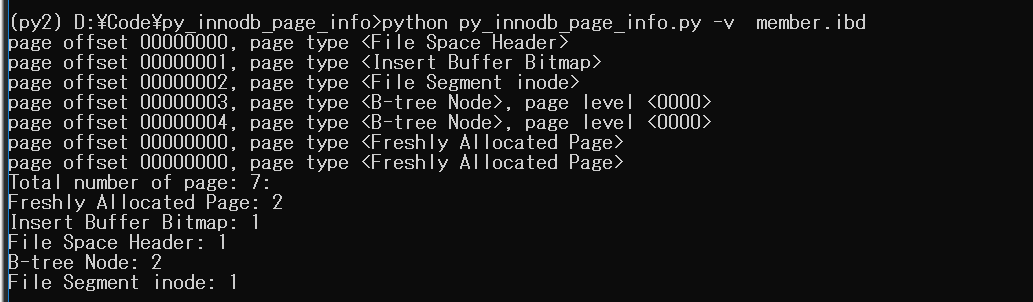 (py2) D:¥Code¥py_innodb_page_info>python py_innodb_page_info.py -v  member.ibd
page offset 00000000, page type <File Space Header>
page offset 00000001, page type <Insert Buffer Bitmap>
page offset 00000002, page type <File Segment inode>
page offset 00000003, page type <B-tree Node>, page level <0000>
page offset 00000004, page type <B-tree Node>, page level <0000>
page offset 00000000, page type <Freshly Allocated Page>
page offset 00000000, page type <Freshly Allocated Page>
Total number of page: 7:
Freshly Allocated Page: 2
Insert Buffer Bitmap: 1
File Space Header: 1
B-tree Node: 2
File Segment inode: 1